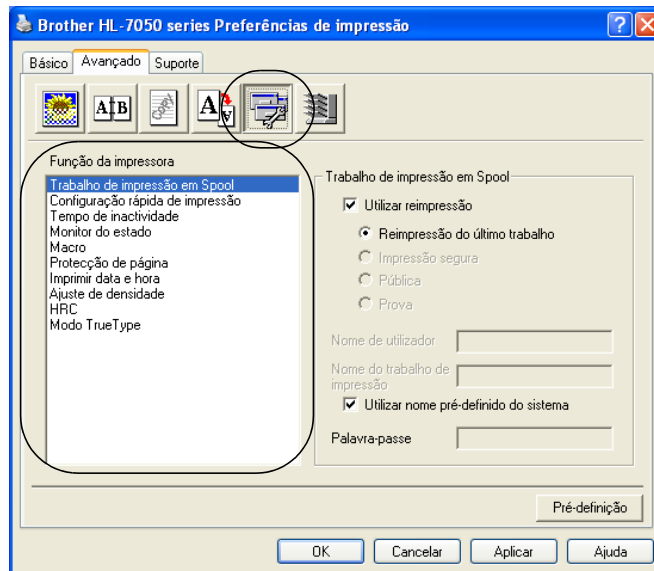 Brother HL-7050 series Preferências de impressão
Básico Avançado Suporte
A B
Função da impressora
Trabalho de impressão em Spool
Configuração rápida de impressão
Tempo de inactividade
Monitor do estado
Macro
Protecção de página
Imprimir data e hora
Ajuste de densidade
HRC
Modo TrueType
Trabalho de impressão em Spool
Utilizar reimpressão
Reimpressão do último trabalho
Impressão segura
Pública
Prova
Nome de utilizador
Nome do trabalho de
impressão
Utilizar nome pré-definido do sistema
Palavra-passe
Pré-definição
OK Cancelar Aplicar Ajuda